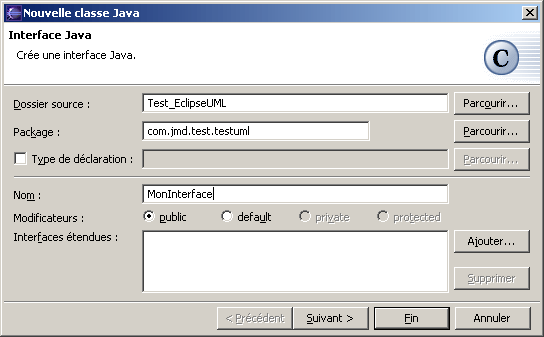 Nouvelle classe Java
Interface Java
Crée une interface Java.
C
Dossier source : Test_EclipseUML Parcourir...
Package : com.jmd.test.testuml Parcourir...
Type de déclaration : Parcourir...
Nom : MonInterface
Modificateurs : public default private protected
Interfaces étendues : Ajouter...
Supprimer
< Précédent Suivant > Fin Annuler